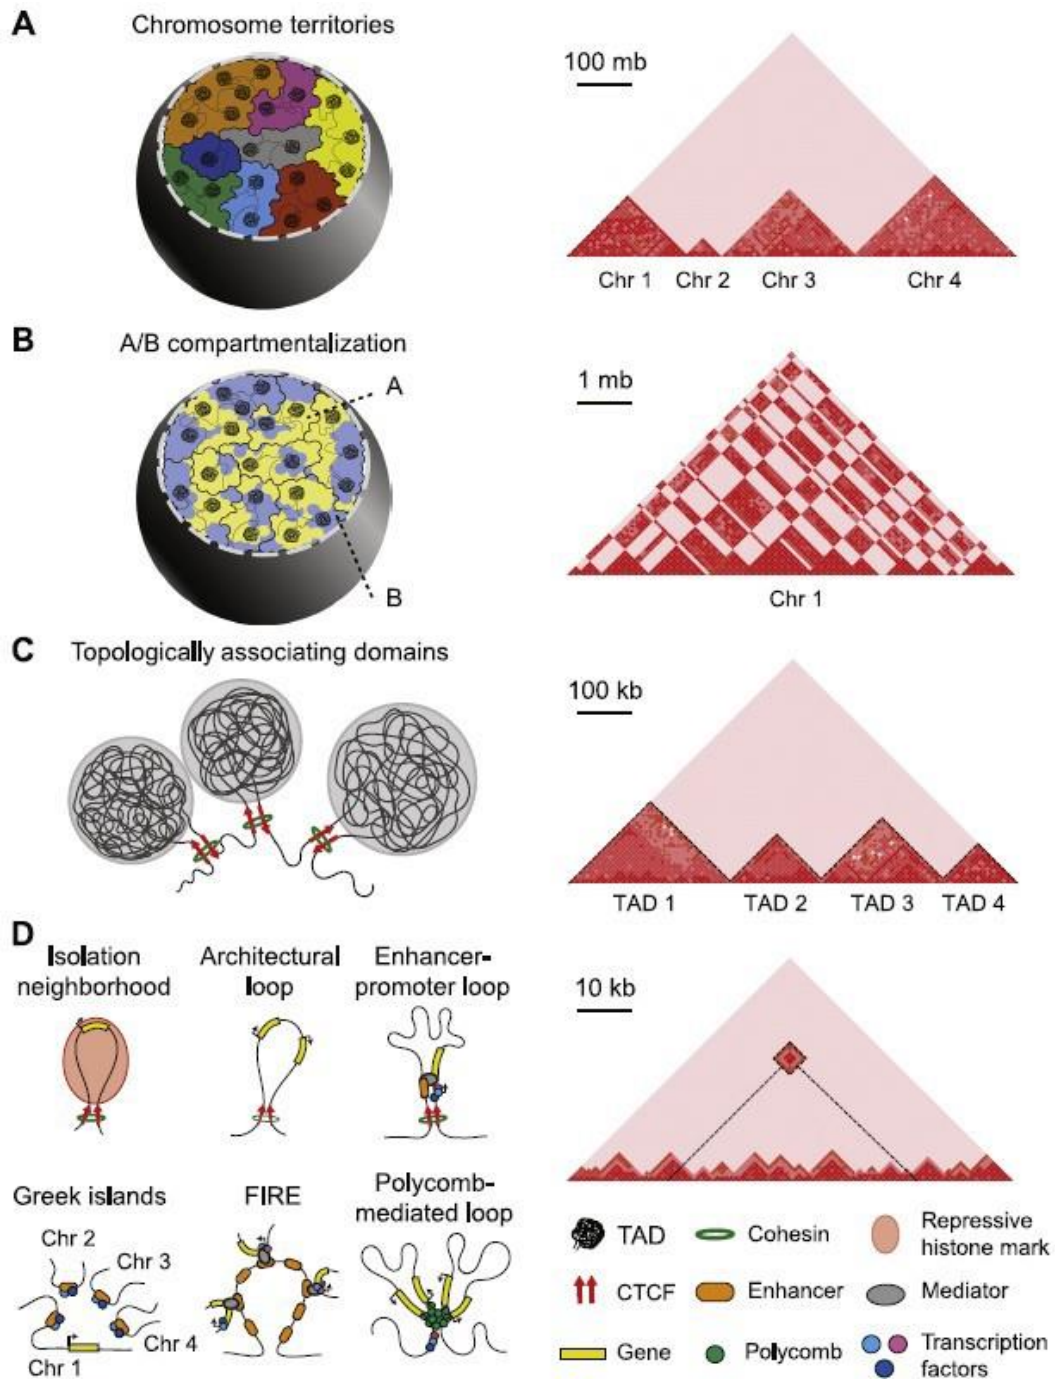 A
Chromosome territories
100 mb
Chr 1
Chr 2
Chr 3
Chr 4
B
A/B compartmentalization
A
B
1 mb
Chr 1
C
Topologically associating domains
100 kb
TAD 1
TAD 2
TAD 3
TAD 4
D
Isolation
neighborhood
Architectural
loop
Enhancer-
promoter loop
10 kb
Greek islands
Chr 2
Chr 3
Chr 4
Chr 1
FIRE
Polycomb-
mediated loop
TAD
Cohesin
Repressive
histone mark
CTCF
Enhancer
Mediator
Gene
Polycomb
Transcription
factors